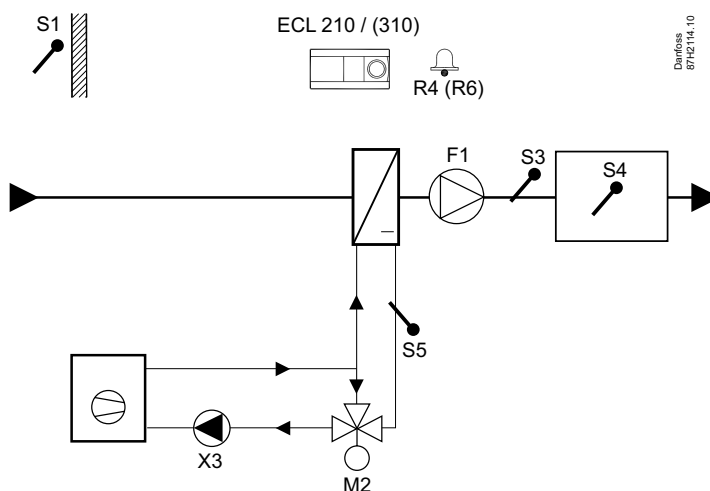 S1
ECL 210 / (310)
R4 (R6)
Danfoss
87H2114.10
F1
S3
S4
S5
X3
M2